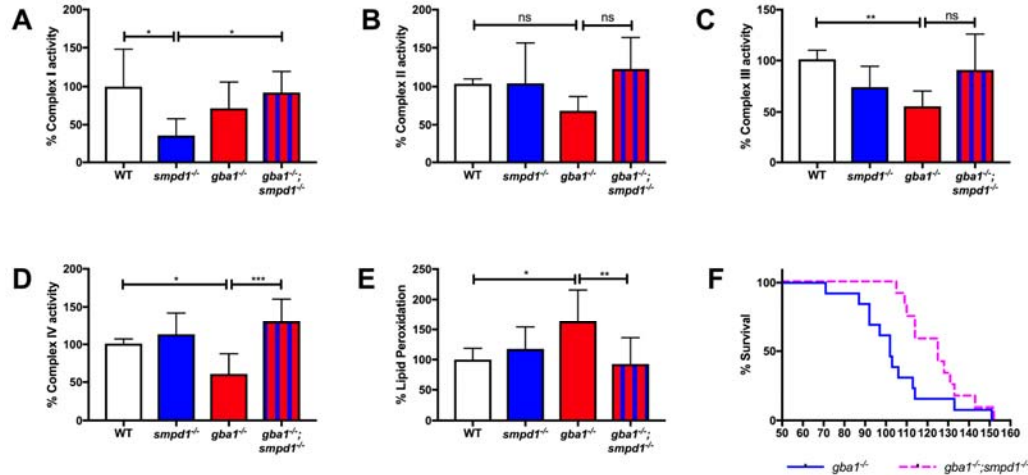 A
% Complex I activity
200
150
100
50
0
*
*
WT
smpd1-/-
gba1-/-
gba1-/-;
smpd1-/-
B
% Complex II activity
200
150
100
50
0
ns
ns
WT
smpd1-/-
gba1-/-
gba1-/-;
smpd1-/-
C
% Complex III activity
150
100
50
0
**
ns
WT
smpd1-/-
gba1-/-
gba1-/-;
smpd1-/-
D
% Complex IV activity
200
150
100
50
0
*
***
WT
smpd1-/-
gba1-/-
gba1-/-;
smpd1-/-
E
% Lipid Peroxidation
250
200
150
100
50
0
*
**
WT
smpd1-/-
gba1-/-
gba1-/-;
smpd1-/-
F
% Survival
100
50
0
50 60 70 80 90 100 110 120 130 140 150 160
gba1-/-
gba1-/-;smpd1-/-